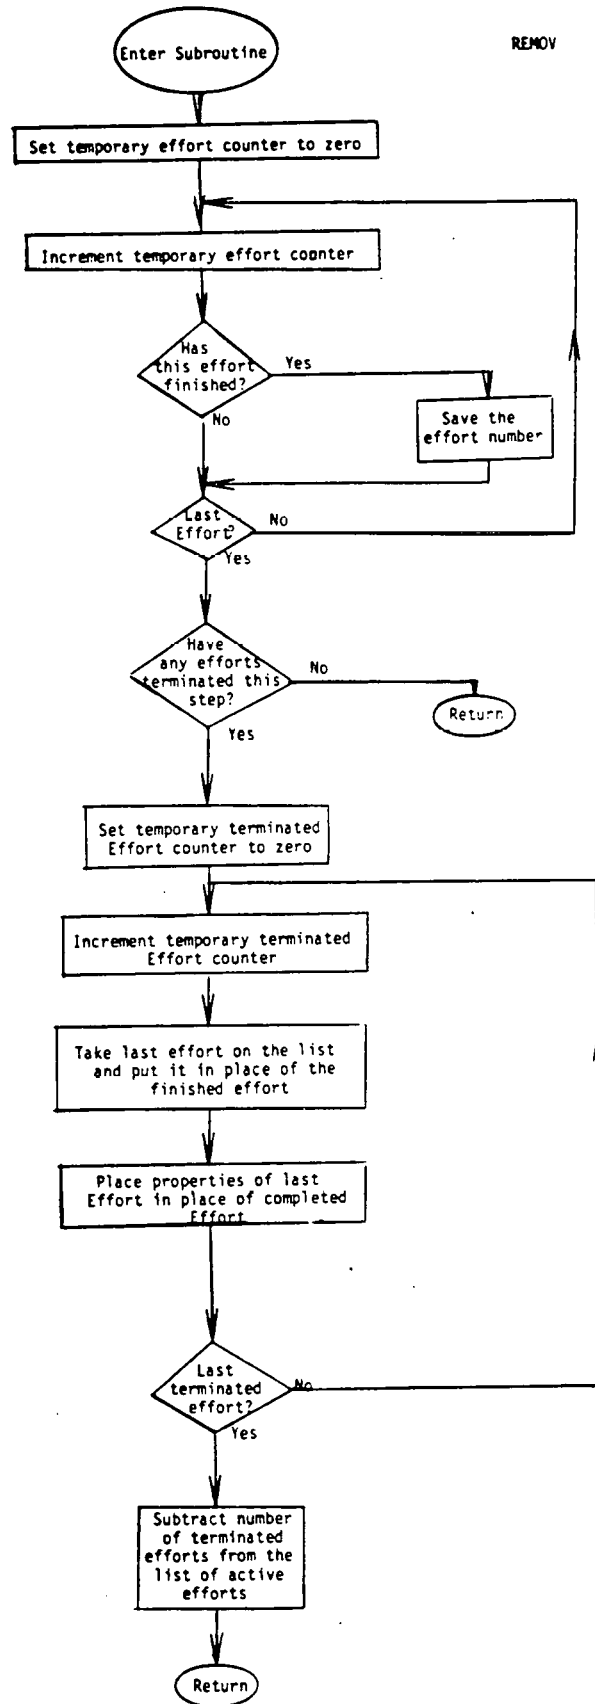 REMOV
Enter Subroutine
Set temporary effort counter to zero
Increment temporary effort counter
Has
this effort
finished?
Yes
No
Save the
effort number
Last
Effort?
No
Yes
Have
any efforts
terminated this
step?
No
Return
Yes
Set temporary terminated
Effort counter to zero
Increment temporary terminated
Effort counter
Take last effort on the list
and put it in place of the
finished effort
Place properties of last
Effort in place of completed
Effort
Last
terminated
effort?
No
Yes
Subtract number
of terminated
efforts from the
list of active
efforts
Return